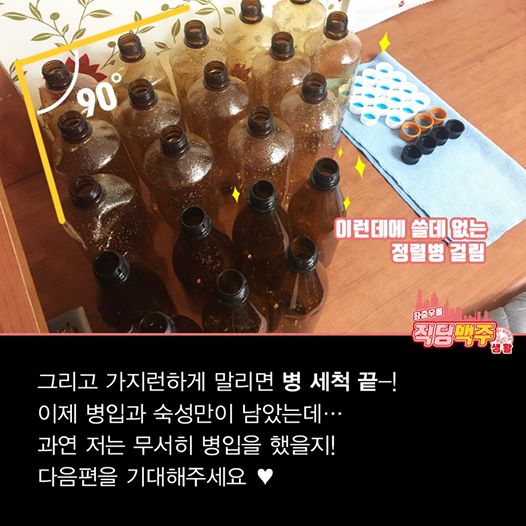 90°
이런데에 쓸데 없는
정렬병 걸림
좌충우돌
직딩맥주
생활
그리고 가지런하게 말리면 병 세척 끝-!
이제 병입과 숙성만이 남았는데…
과연 저는 무서히 병입을 했을지!
다음편을 기대해주세요 ♥